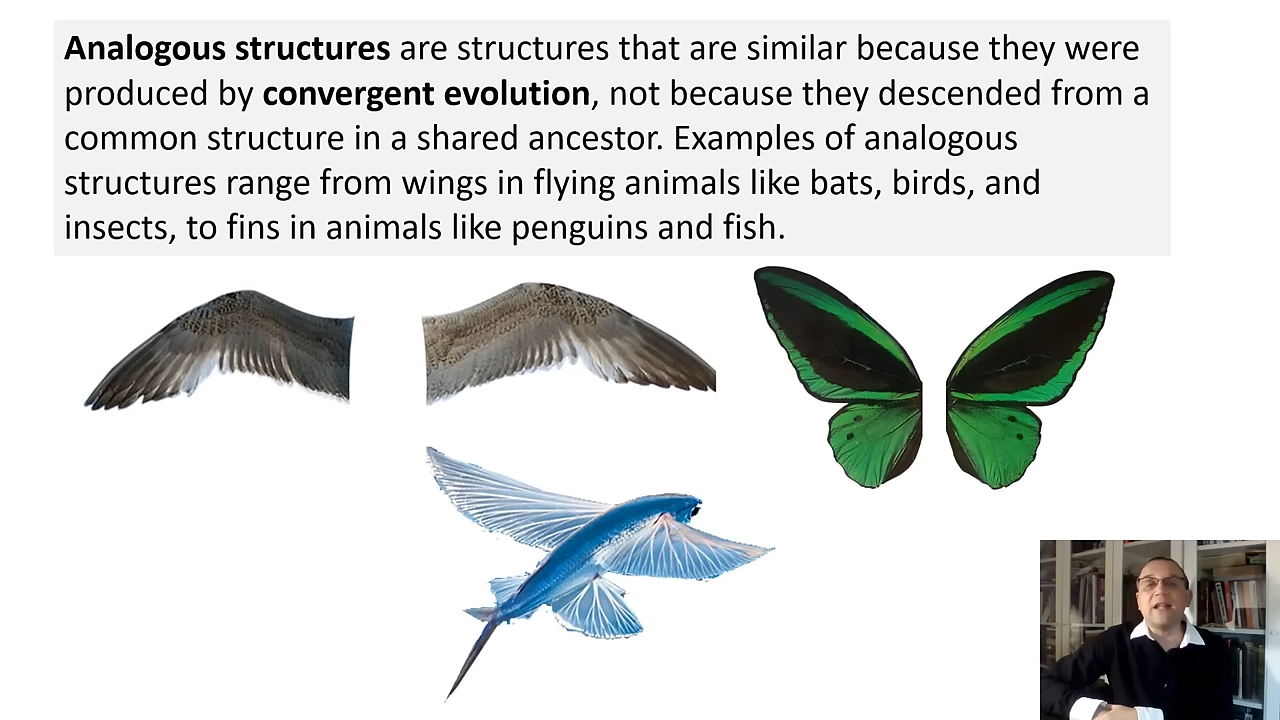 Analogous structures are structures that are similar because they were
produced by convergent evolution, not because they descended from a
common structure in a shared ancestor. Examples of analogous
structures range from wings in flying animals like bats, birds, and
insects, to fins in animals like penguins and fish.